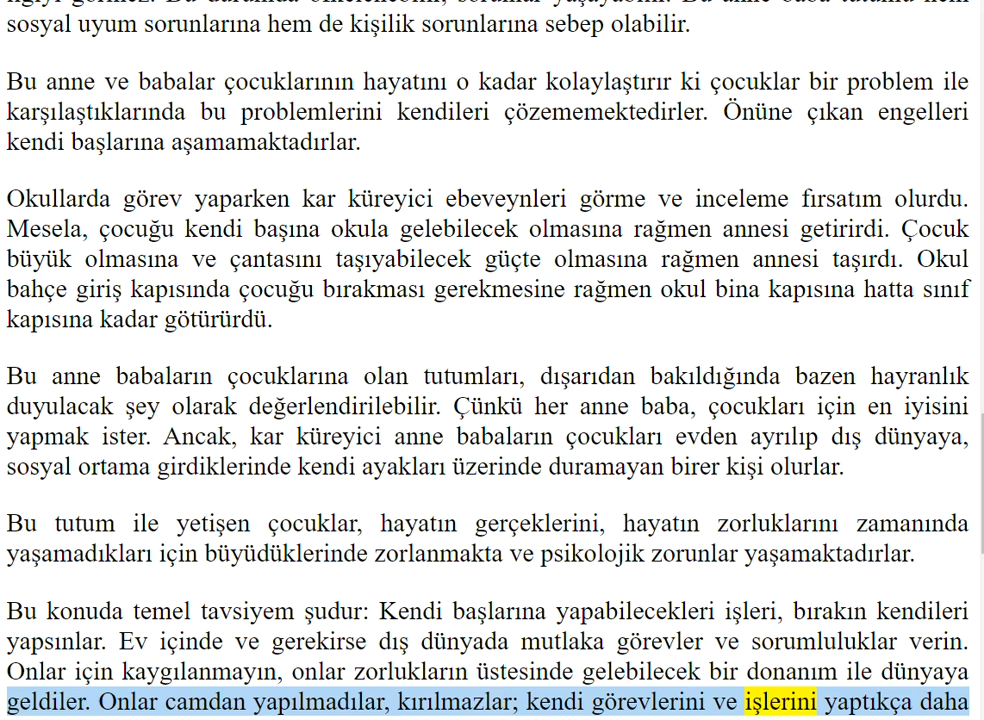 sosyal uyum sorunlarına hem de kişilik sorunlarına sebep olabilir.
Bu anne ve babalar çocuklarının hayatını o kadar kolaylaştırır ki çocuklar bir problem ile
karşılaştıklarında bu problemlerini kendileri çözememektedirler. Önüne çıkan engelleri
kendi başlarına aşamamaktadırlar.
Okullarda görev yaparken kar küreyici ebeveynleri görme ve inceleme fırsatım olurdu.
Mesela, çocuğu kendi başına okula gelebilecek olmasına rağmen annesi getirirdi. Çocuk
büyük olmasına ve çantasını taşıyabilecek güçte olmasına rağmen annesi taşırdı. Okul
bahçe giriş kapısında çocuğu bırakması gerekmesine rağmen okul bina kapısına hatta sınıf
kapısına kadar götürürdü.
Bu anne babaların çocuklarına olan tutumları, dışarıdan bakıldığında bazen hayranlık
duyulacak şey olarak değerlendirilebilir. Çünkü her anne baba, çocukları için en iyisini
yapmak ister. Ancak, kar küreyici anne babaların çocukları evden ayrılıp dış dünyaya,
sosyal ortama girdiklerinde kendi ayakları üzerinde duramayan birer kişi olurlar.
Bu tutum ile yetişen çocuklar, hayatın gerçeklerini, hayatın zorluklarını zamanında
yaşamadıkları için büyüdüklerinde zorlanmakta ve psikolojik zorunlar yaşamaktadırlar.
Bu konuda temel tavsiyem şudur: Kendi başlarına yapabilecekleri işleri, bırakın kendileri
yapsınlar. Ev içinde ve gerekirse dış dünyada mutlaka görevler ve sorumluluklar verin.
Onlar için kaygılanmayın, onlar zorlukların üstesinde gelebilecek bir donanım ile dünyaya
geldiler. Onlar camdan yapılmadılar, kırılmazlar; kendi görevlerini ve işlerini yaptıkça daha